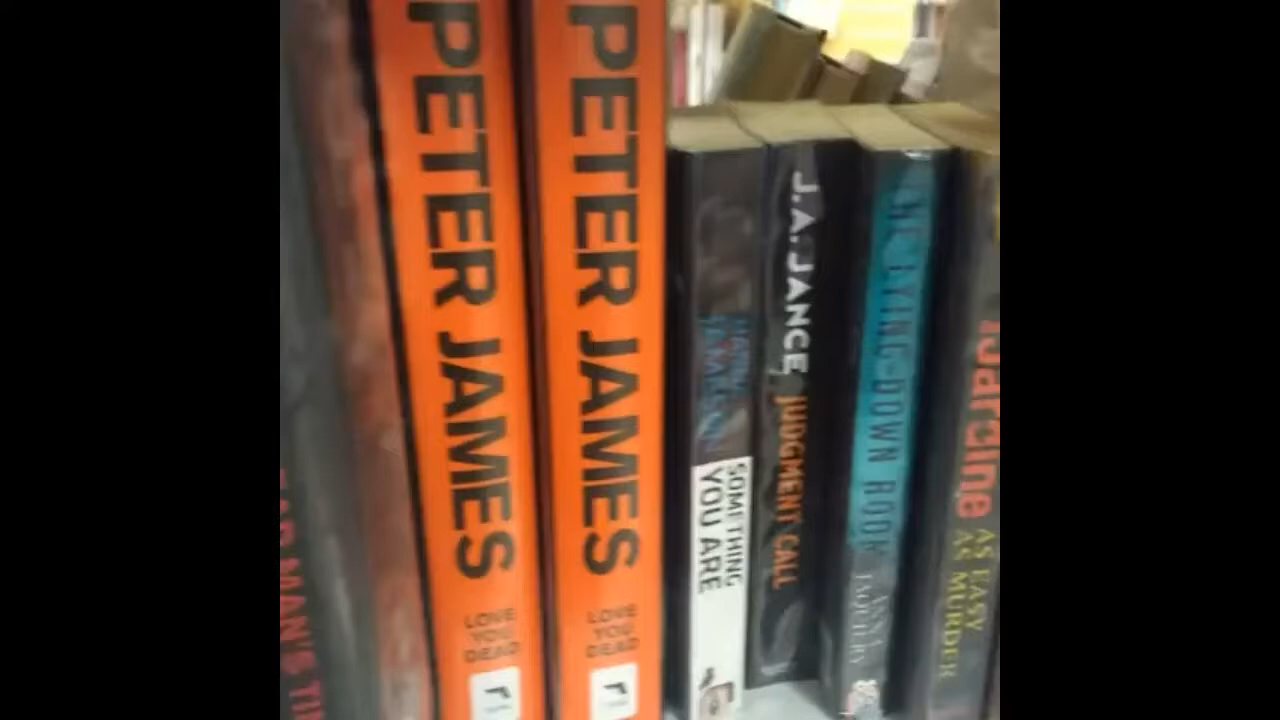 PETER JAMES
LOVE
YOU
DEAD
PETER JAMES
LOVE
YOU
DEAD
SOMETHING
YOU ARE
J.A. JANCE JUDGMENT CALL
LYING-DOWN ROOM
AS EASY
AS MURDER